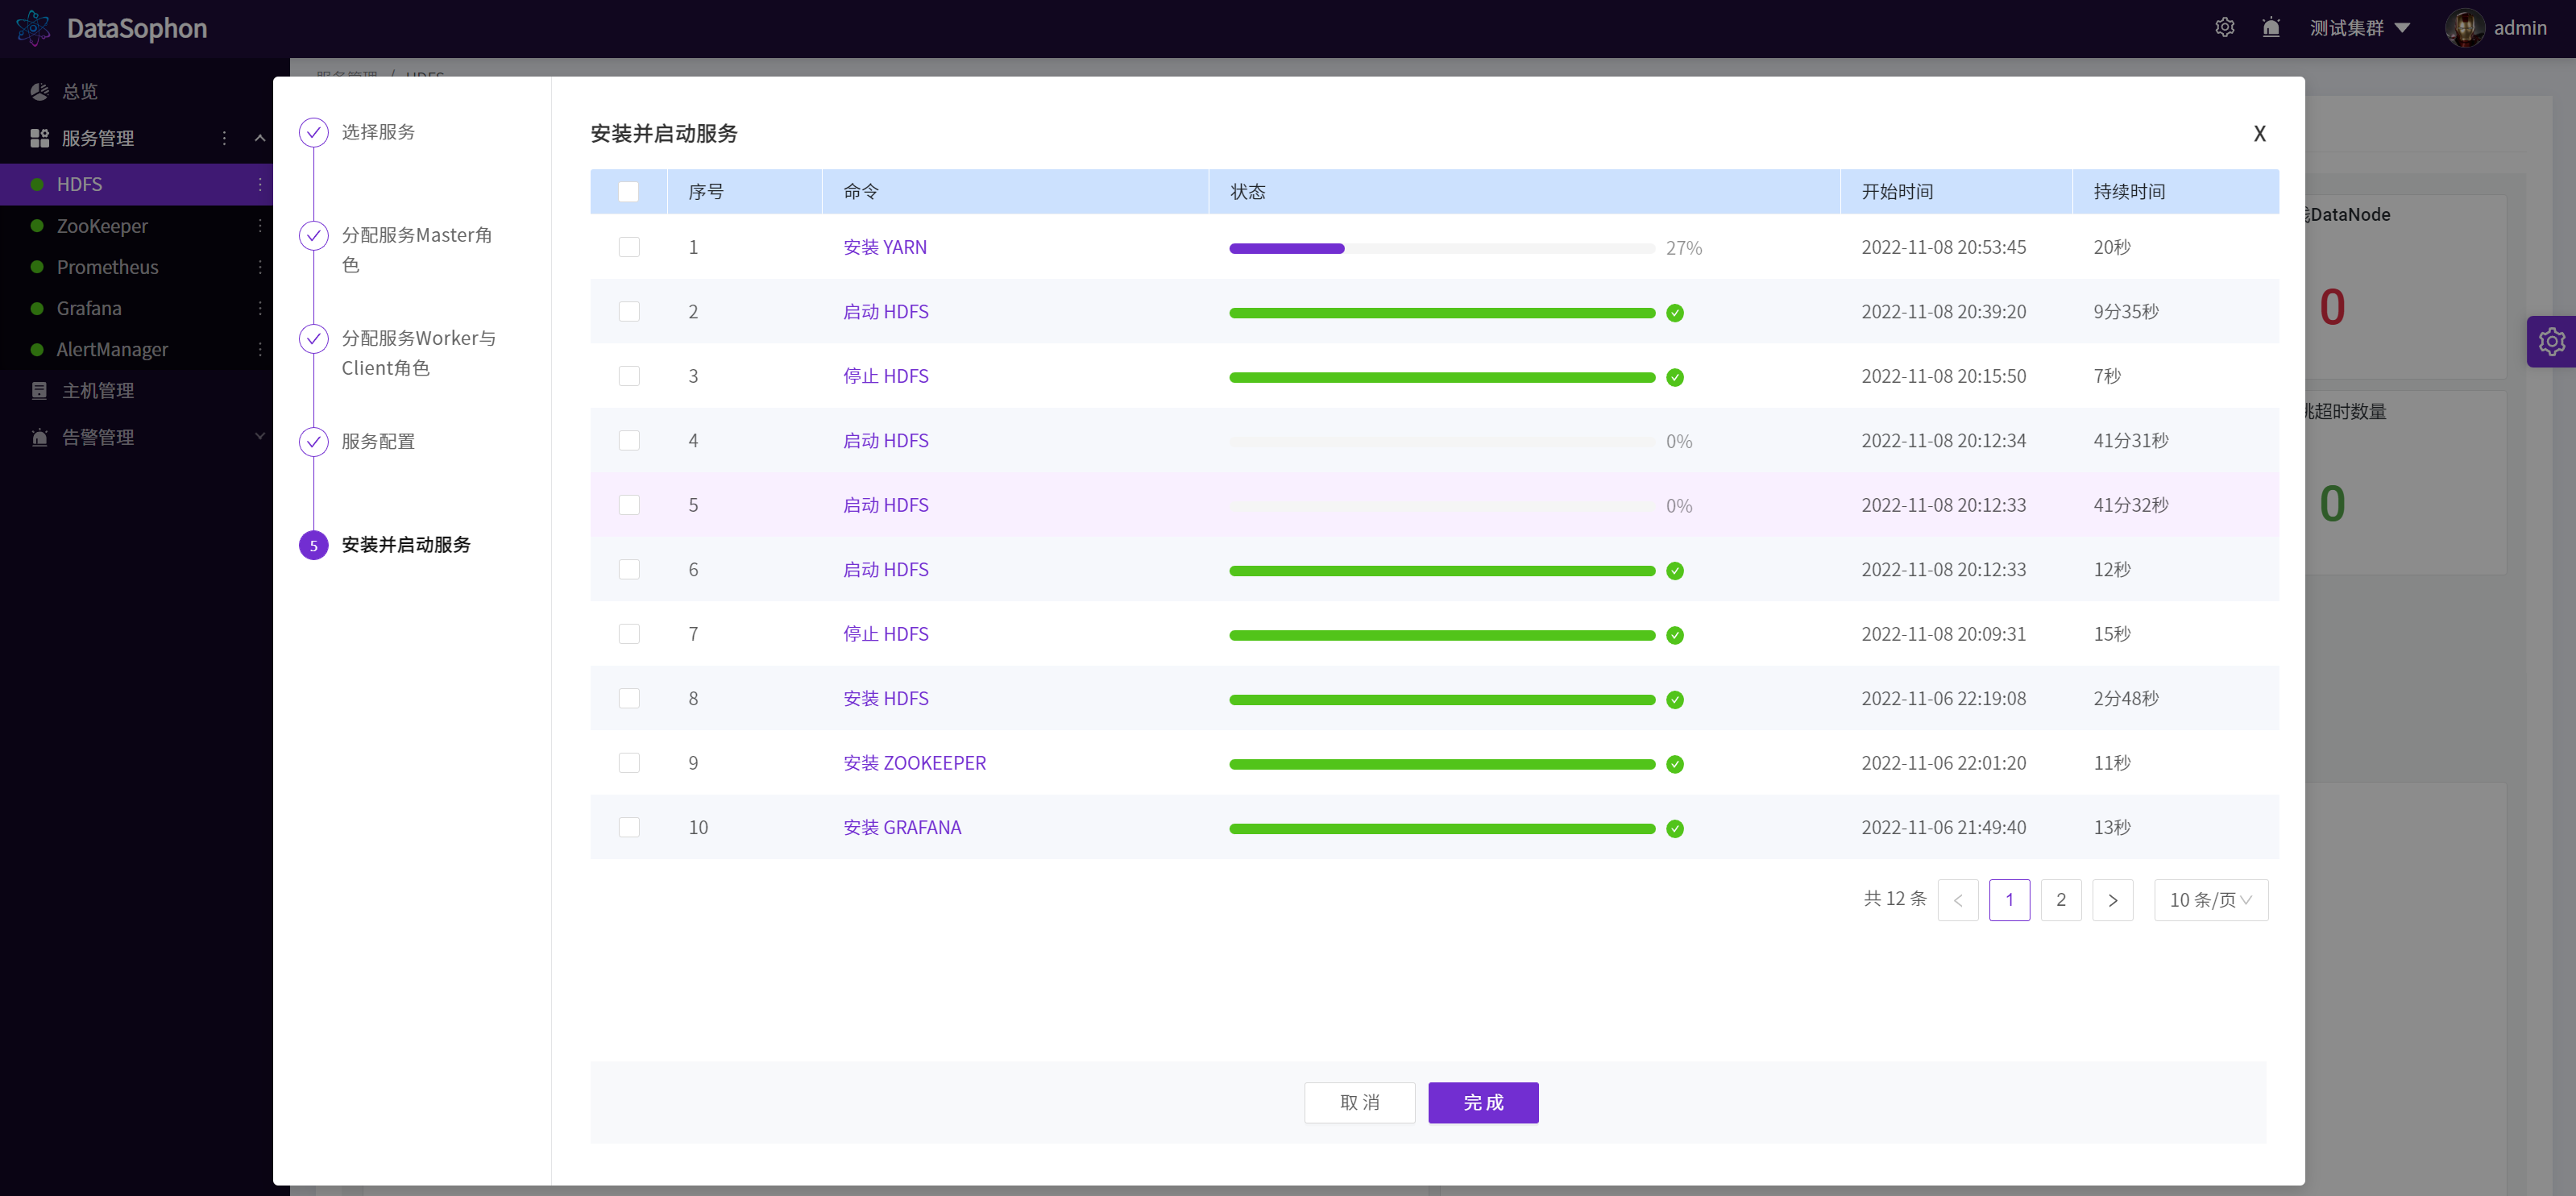 DataSophon
测试集群
admin
总览
服务管理
HDFS
ZooKeeper
Prometheus
Grafana
AlertManager
主机管理
告警管理
服务管理 / HDFS
选择服务
分配服务Master角
色
分配服务Worker与
Client角色
服务配置
5 安装并启动服务
安装并启动服务 X
序号 命令 状态 开始时间 持续时间
1 安装 YARN 27% 2022-11-08 20:53:45 20秒
2 启动 HDFS 2022-11-08 20:39:20 9分35秒
3 停止 HDFS 2022-11-08 20:15:50 7秒
4 启动 HDFS 0% 2022-11-08 20:12:34 41分31秒
5 启动 HDFS 0% 2022-11-08 20:12:33 41分32秒
6 启动 HDFS 2022-11-08 20:12:33 12秒
7 停止 HDFS 2022-11-08 20:09:31 15秒
8 安装 HDFS 2022-11-06 22:19:08 2分48秒
9 安装 ZOOKEEPER 2022-11-06 22:01:20 11秒
10 安装 GRAFANA 2022-11-06 21:49:40 13秒
共 12 条 < 1 2 > 10 条/页
取消 完成
DataNode
0
超时数量
0